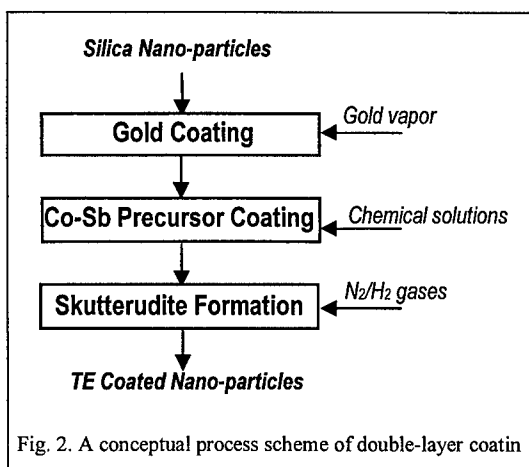 Silica Nano-particles
Gold vapor
Gold Coating
Co-Sb Precursor Coating
Chemical solutions
N2/H2 gases
Skutterudite Formation
TE Coated Nano-particles
Fig. 2. A conceptual process scheme of double-layer coatin